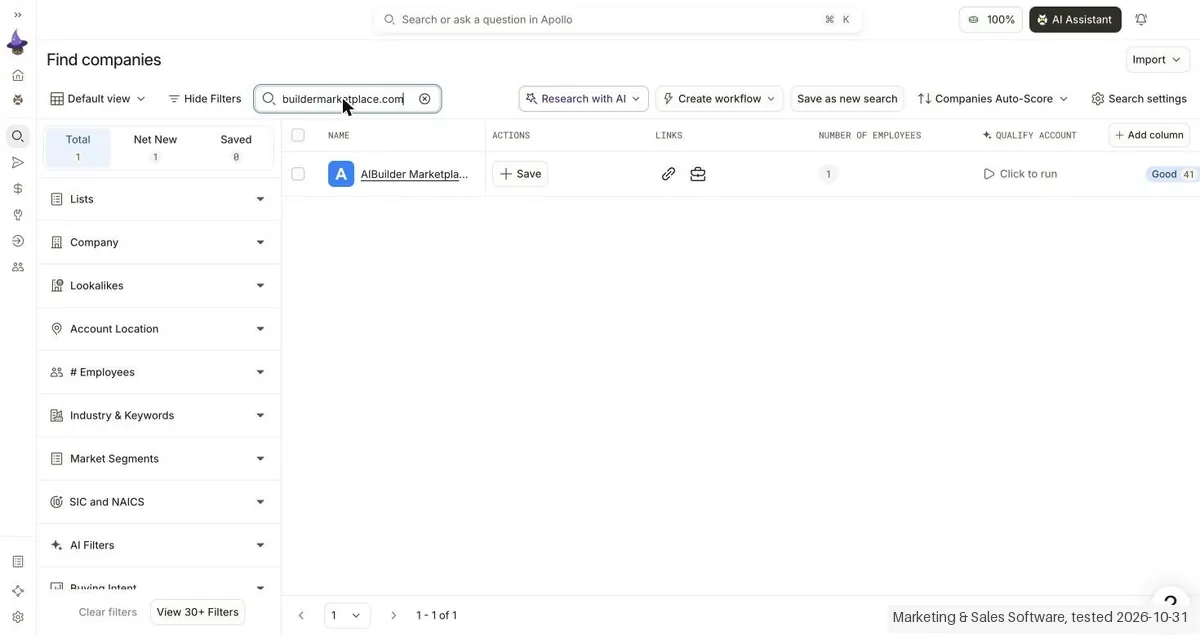 Search or ask a question in Apollo
⌘ K
100%
AI Assistant
Find companies
Import
Default view
Hide Filters
buildermarketplace.com
Research with AI
Create workflow
Save as new search
Companies Auto-Score
Search settings
Total
1
Net New
1
Saved
0
NAME
ACTIONS
LINKS
NUMBER OF EMPLOYEES
QUALIFY ACCOUNT
Add column
A
AIBuilder Marketpla...
Save
1
Click to run
Good 41
Lists
Company
Lookalikes
Account Location
# Employees
Industry & Keywords
Market Segments
SIC and NAICS
AI Filters
Buying Intent
Clear filters
View 30+ Filters
1
1 - 1 of 1
?
Marketing & Sales Software, tested 2026-10-31